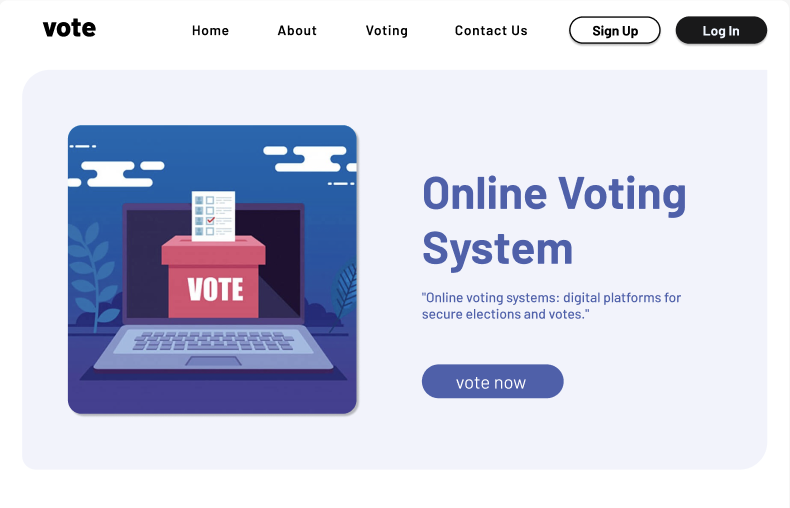 vote
Home About Voting Contact Us Sign Up Log In
VOTE
Online Voting
System
"Online voting systems: digital platforms for
secure elections and votes."
vote now